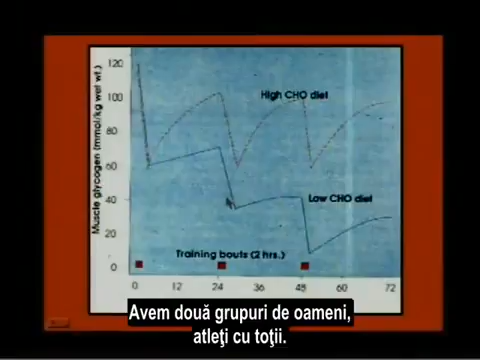 120
100
80
60
40
20
0
Muscle glycogen (mmol/kg wet wt.)
High CHO diet
Low CHO diet
Training bouts (2 hrs.)
0 12 24 36 48 60 72
Avem două grupuri de oameni,
atleţi cu toţii.